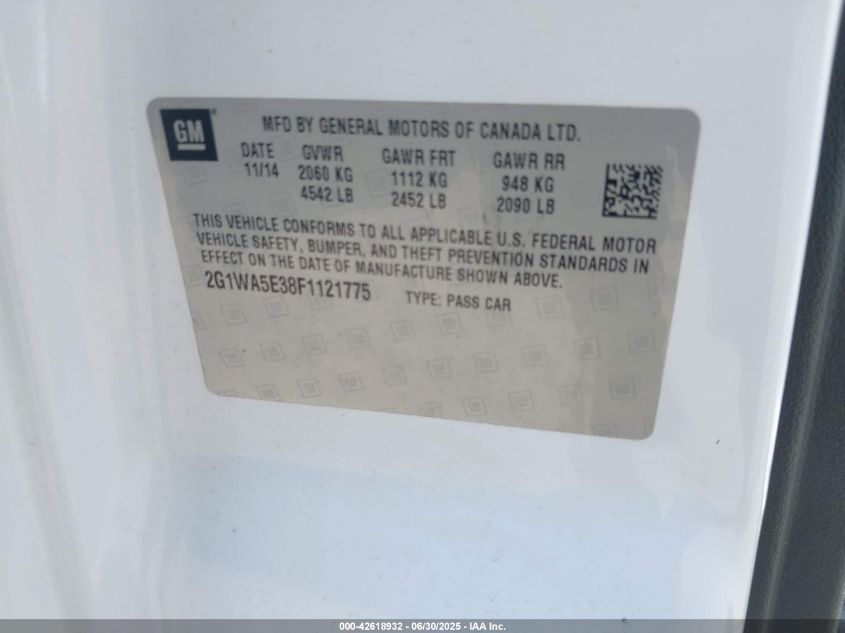 GM
MFD BY GENERAL MOTORS OF CANADA LTD.
DATE GVWR GAWR FRT GAWR RR
11/14 2060 KG 1112 KG 948 KG
4542 LB 2452 LB 2090 LB
THIS VEHICLE CONFORMS TO ALL APPLICABLE U.S. FEDERAL MOTOR
VEHICLE SAFETY, BUMPER, AND THEFT PREVENTION STANDARDS IN
EFFECT ON THE DATE OF MANUFACTURE SHOWN ABOVE.
2G1WA5E38F1121775 TYPE: PASS CAR
000-42618932 - 06/30/2025 - IAA Inc.